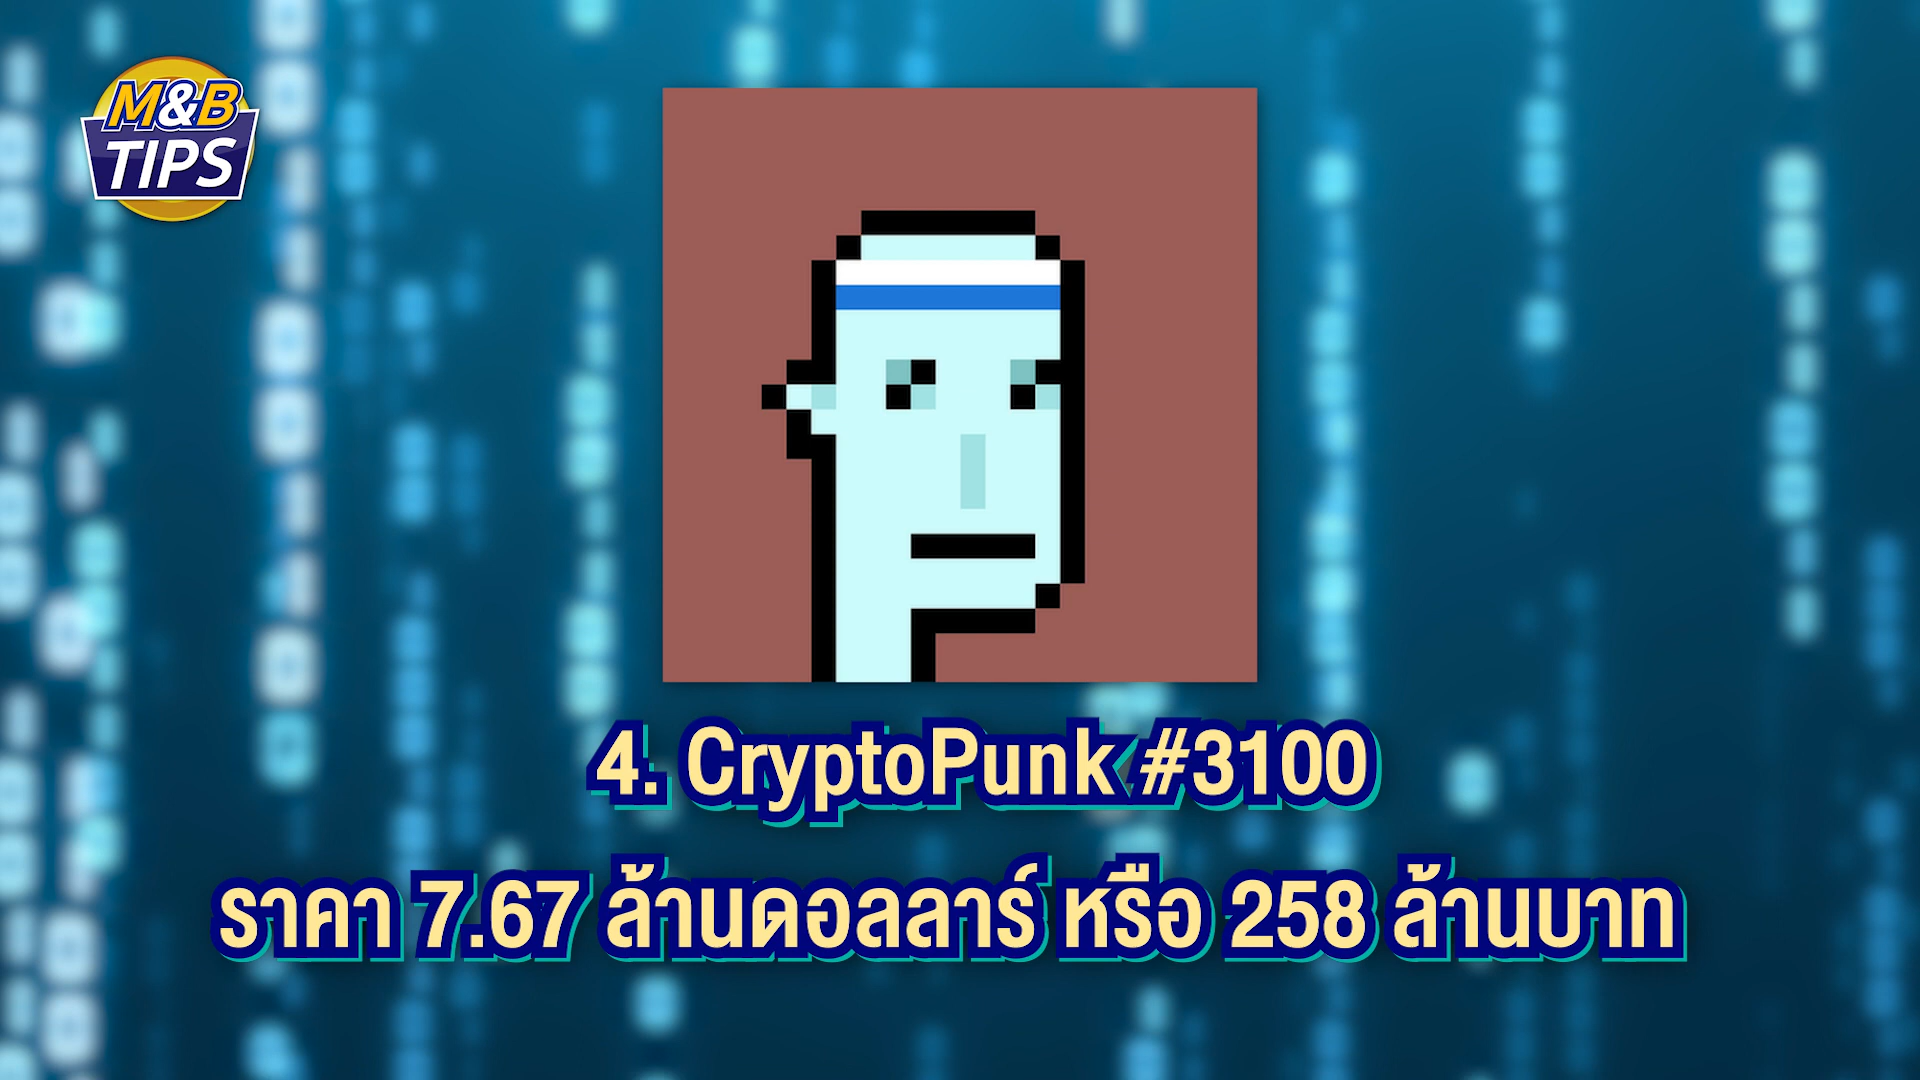 M&B
TIPS
4. CryptoPunk #3100
ราคา 7.67 ล้านดอลลาร์ หรือ 258 ล้านบาท